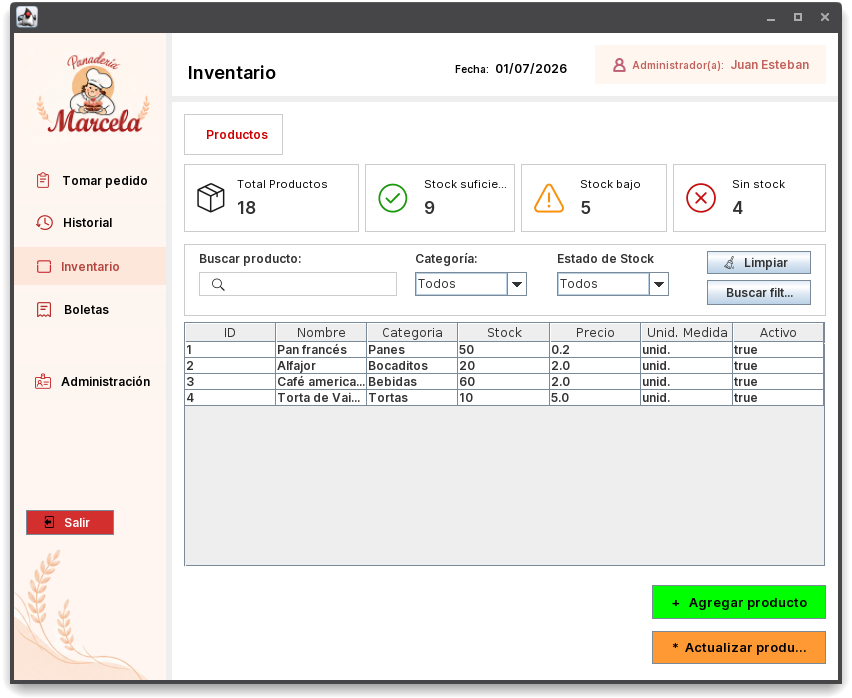 Panadería
Marcela
Inventario
Fecha: 01/07/2026
Administrador(a): Juan Esteban
Tomar pedido
Historial
Inventario
Boletas
Administración
Salir
Productos
Total Productos
18
Stock suficie...
9
Stock bajo
5
Sin stock
4
Buscar producto:
Categoría:
Todos
Estado de Stock
Todos
Limpiar
Buscar filt...
ID Nombre Categoria Stock Precio Unid. Medida Activo
1 Pan francés Panes 50 0.2 unid. true
2 Alfajor Bocaditos 20 2.0 unid. true
3 Café america... Bebidas 60 2.0 unid. true
4 Torta de Vai... Tortas 10 5.0 unid. true
+ Agregar producto
* Actualizar produ...